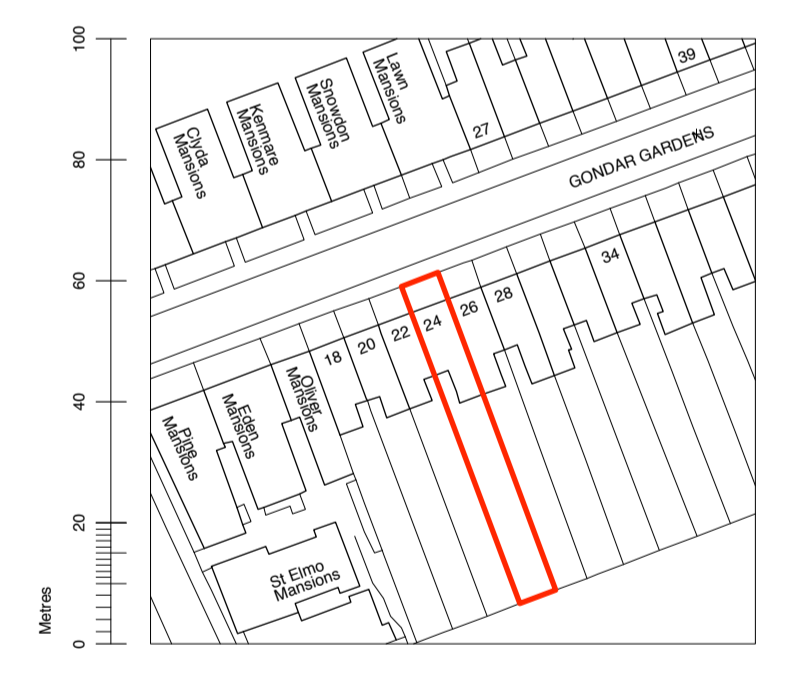 100
80
60
40
20
0
Metres
Clyda
Mansions
Kenmare
Mansions
Snowdon
Mansions
Lawn
Mansions
27
39
GONDAR GARDENS
34
28
26
24
22
20
18
Oliver
Mansions
Eden
Mansions
Pine
Mansions
St Elmo
Mansions